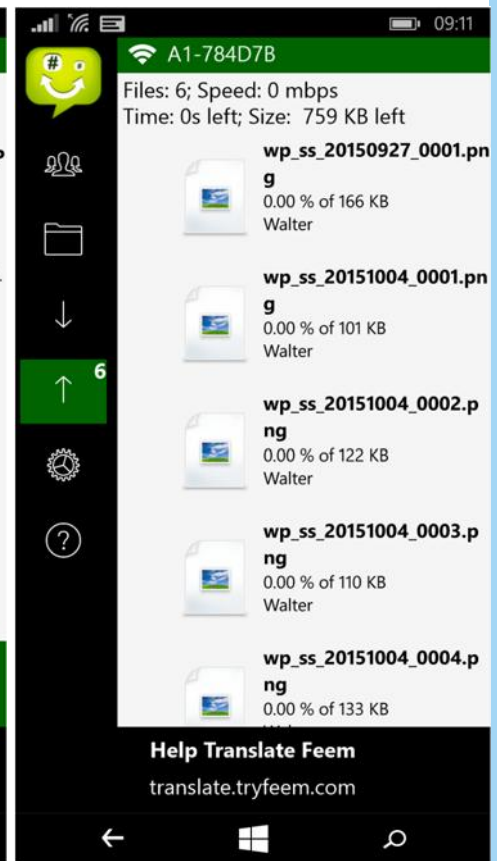 09:11
A1-784D7B
Files: 6; Speed: 0 mbps
Time: 0s left; Size: 759 KB left
wp_ss_20150927_0001.pn
g
0.00 % of 166 KB
Walter
wp_ss_20151004_0001.pn
g
0.00 % of 101 KB
Walter
wp_ss_20151004_0002.p
ng
0.00 % of 122 KB
Walter
6
wp_ss_20151004_0003.p
ng
0.00 % of 110 KB
Walter
wp_ss_20151004_0004.p
ng
0.00 % of 133 KB
Help Translate Feem
translate.tryfeem.com